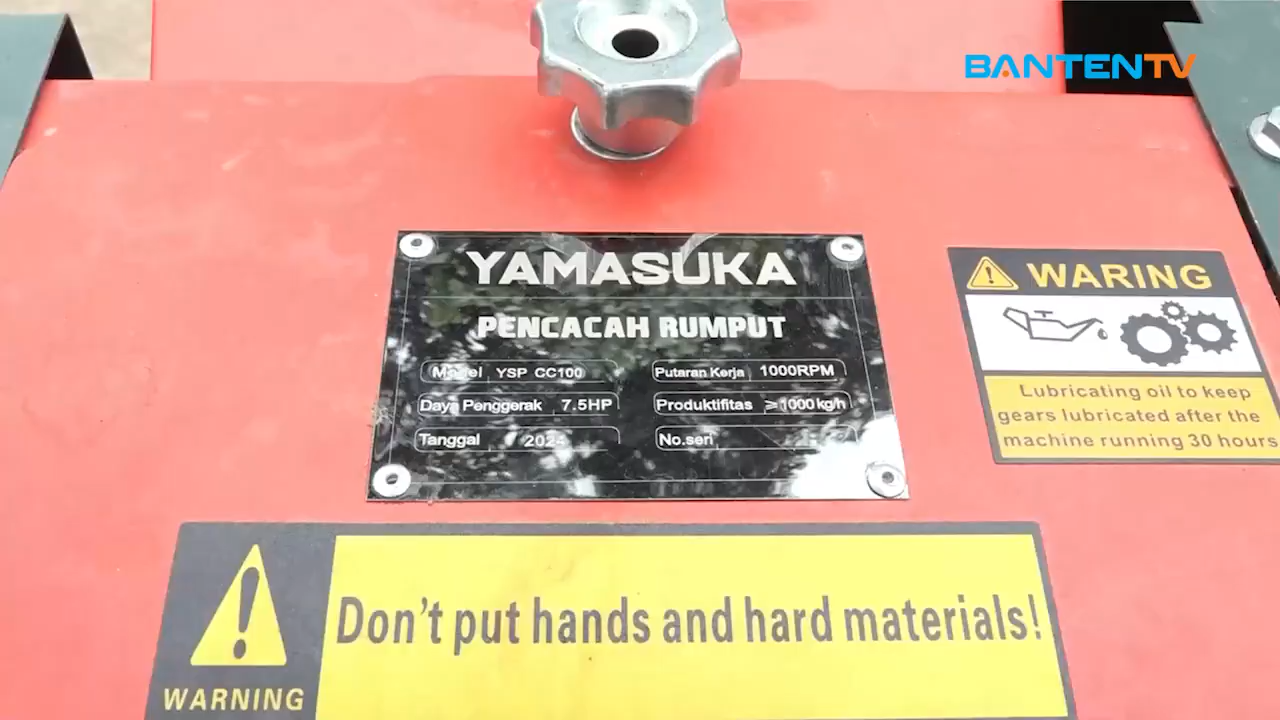 BANTENTV
YAMASUKA
PENCACAH RUMPUT
Model YSP CC100
Putaran Kerja 1000RPM
Daya Penggerak 7.5HP
Produktifitas ≥1000kg/h
Tanggal 2024
No.seri
WARING
Lubricating oil to keep
gears lubricated after the
machine running 30 hours
Don't put hands and hard materials!
WARNING